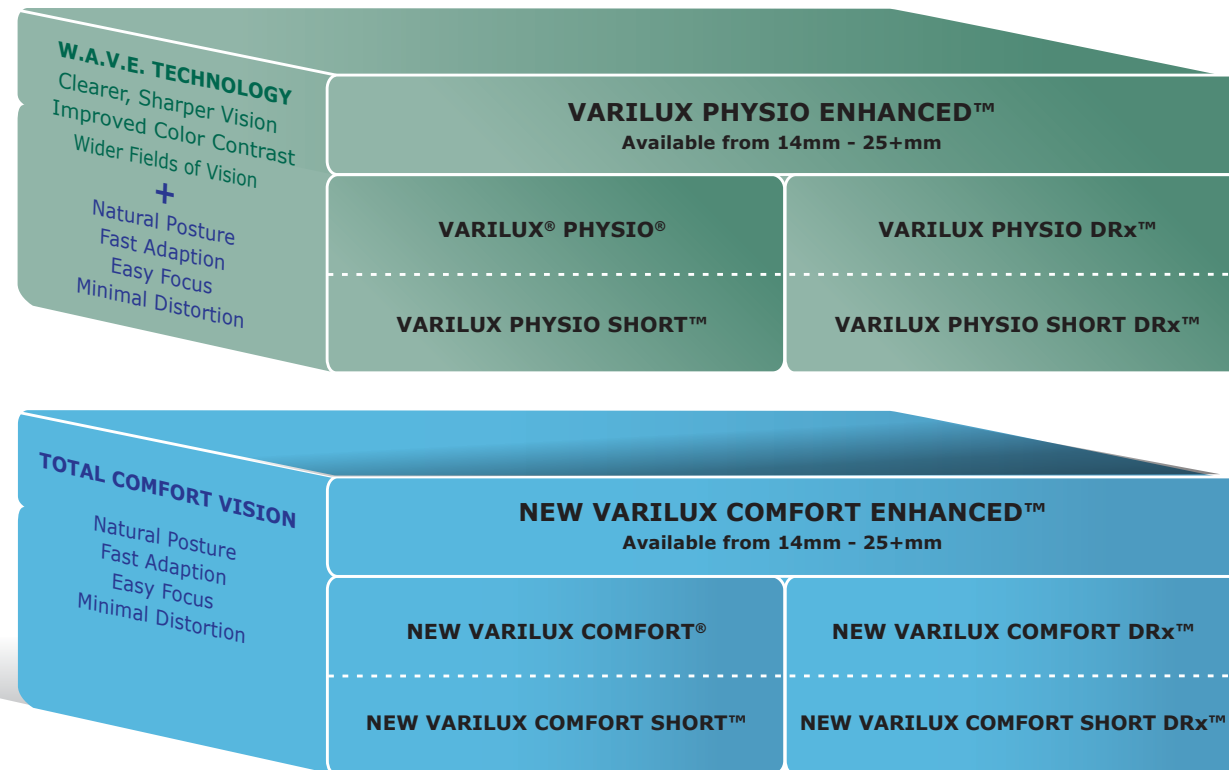 W.A.V.E. TECHNOLOGY
Clearer, Sharper Vision
Improved Color Contrast
Wider Fields of Vision
+
Natural Posture
Fast Adaption
Easy Focus
Minimal Distortion
VARILUX PHYSIO ENHANCED™
Available from 14mm - 25+mm
VARILUX® PHYSIO®
VARILUX PHYSIO DRx™
VARILUX PHYSIO SHORT™
VARILUX PHYSIO SHORT DRx™
TOTAL COMFORT VISION
Natural Posture
Fast Adaption
Easy Focus
Minimal Distortion
NEW VARILUX COMFORT ENHANCED™
Available from 14mm - 25+mm
NEW VARILUX COMFORT®
NEW VARILUX COMFORT DRx™
NEW VARILUX COMFORT SHORT™
NEW VARILUX COMFORT SHORT DRx™